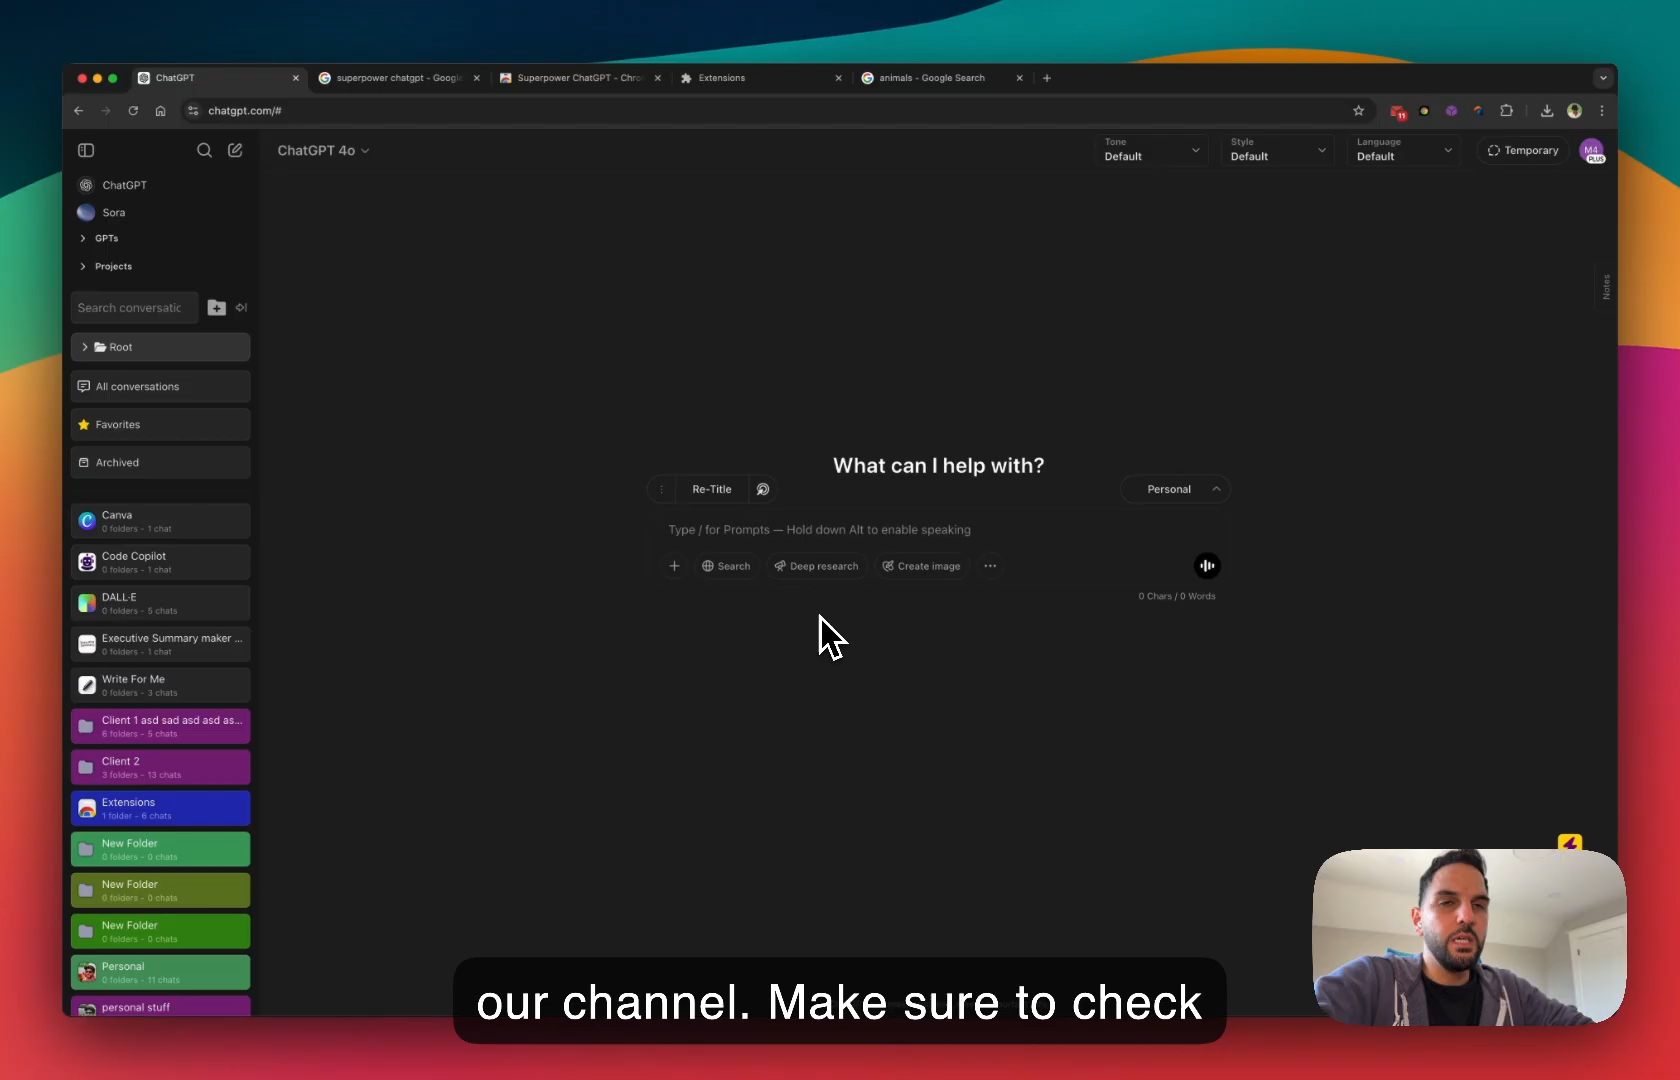 ChatGPT
superpower chatgpt - Googl
Superpower ChatGPT - Chro
Extensions
animals - Google Search
chatgpt.com/#
11
ChatGPT 4o
Tone
Default
Style
Default
Language
Default
Temporary
M4
PLUS
ChatGPT
Sora
GPTs
Projects
Search conversatic
Root
All conversations
Favorites
Archived
Canva
0 folders - 1 chat
Code Copilot
0 folders - 1 chat
DALL·E
0 folders - 5 chats
Executive Summary maker ...
0 folders - 1 chat
Write For Me
0 folders - 3 chats
Client 1 asd sad asd asd as...
6 folders - 5 chats
Client 2
3 folders - 13 chats
Extensions
1 folder - 6 chats
New Folder
0 folders - 0 chats
New Folder
0 folders - 0 chats
New Folder
0 folders - 0 chats
Personal
0 folders - 11 chats
personal stuff
Notes
What can I help with?
Re-Title
Personal
Type / for Prompts — Hold down Alt to enable speaking
Search
Deep research
Create image
0 Chars / 0 Words
our channel. Make sure to check